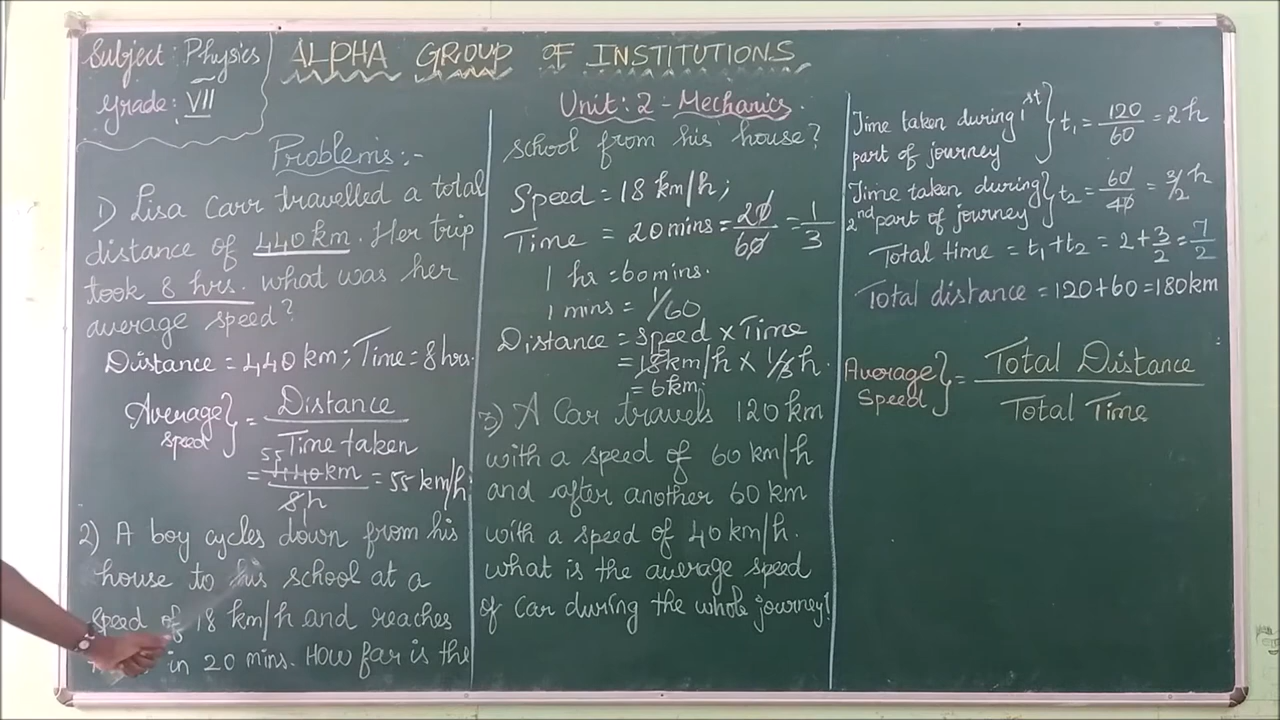 Subject: Physics
Grade: VII
ALPHA GROUP OF INSTITUTIONS
Unit: 2 - Mechanics.
Problems:-
1) Lisa Carr travelled a total
distance of 440 km. Her trip
took 8 hrs. what was her
average speed?
Distance = 440 km; Time = 8 hrs.
Average speed } = Distance / Time taken
= 440 km / 8 h = 55 km/h
55
1
2) A boy cycles down from his
house to his school at a
speed of 18 km/h and reaches
in 20 mins. How far is the
school from his house?
Speed = 18 km/h;
Time = 20 mins = 20/60 = 1/3
1 hs = 60 mins.
1 mins = 1/60
Distance = speed x Time
= 18 km/h x 1/3 h.
= 6 km.
3) A Car travels 120 km
with a speed of 60 km/h
and after another 60 km
with a speed of 40 km/h.
what is the average speed
of Car during the whole journey?
Time taken during 1st part of journey } t1 = 120/60 = 2 h
Time taken during 2nd part of journey } t2 = 60/40 = 3/2 h
Total time = t1 + t2 = 2 + 3/2 = 7/2
Total distance = 120 + 60 = 180 km
Average Speed } = Total Distance / Total Time